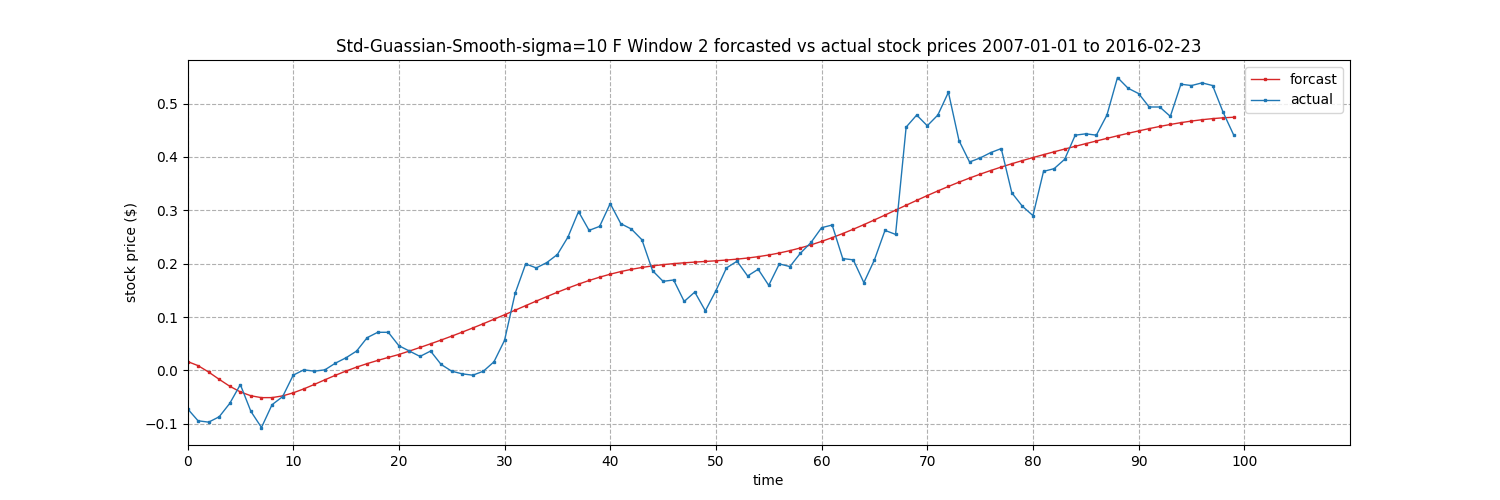 Std-Guassian-Smooth-sigma=10 F Window 2 forcasted vs actual stock prices 2007-01-01 to 2016-02-23
forcast
actual
stock price ($)
0.5
0.4
0.3
0.2
0.1
0.0
−0.1
0 10 20 30 40 50 60 70 80 90 100
time